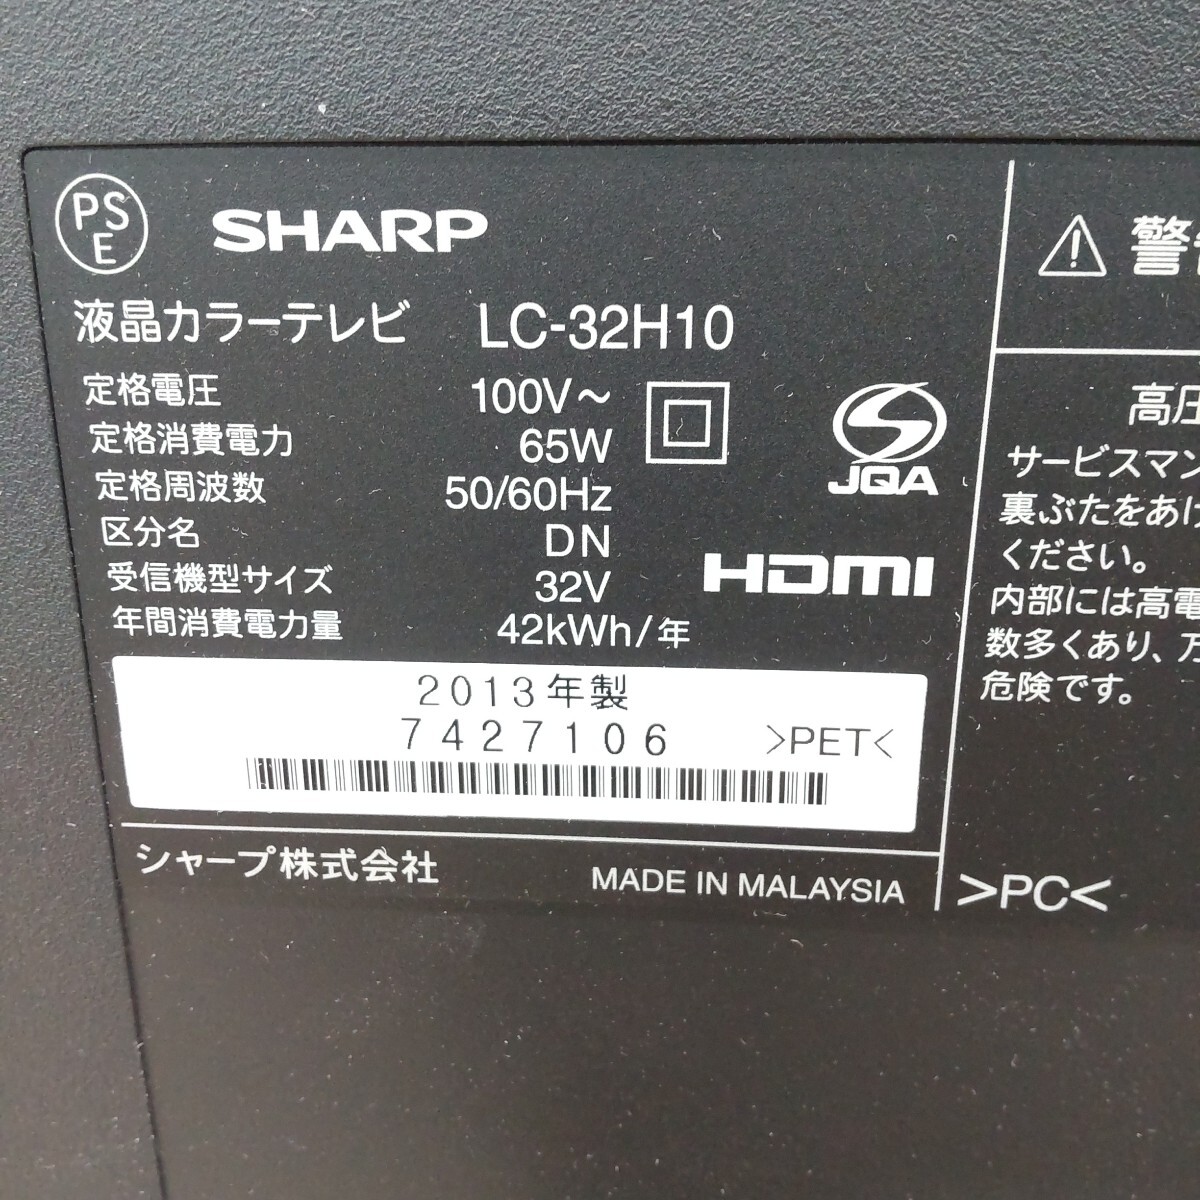 PS
E
SHARP
液晶カラーテレビ LC-32H10
定格電圧 100V～
定格消費電力 65W
定格周波数 50/60Hz
区分名 DN
受信機型サイズ 32V
年間消費電力量 42kWh/年
JQA
HDMI
2013年製
7427106
>PET<
シャープ株式会社
MADE IN MALAYSIA
警
高圧
サービスマン
裏ぶたをあけ
ください。
内部には高電
数多くあり、万
危険です。
>PC<